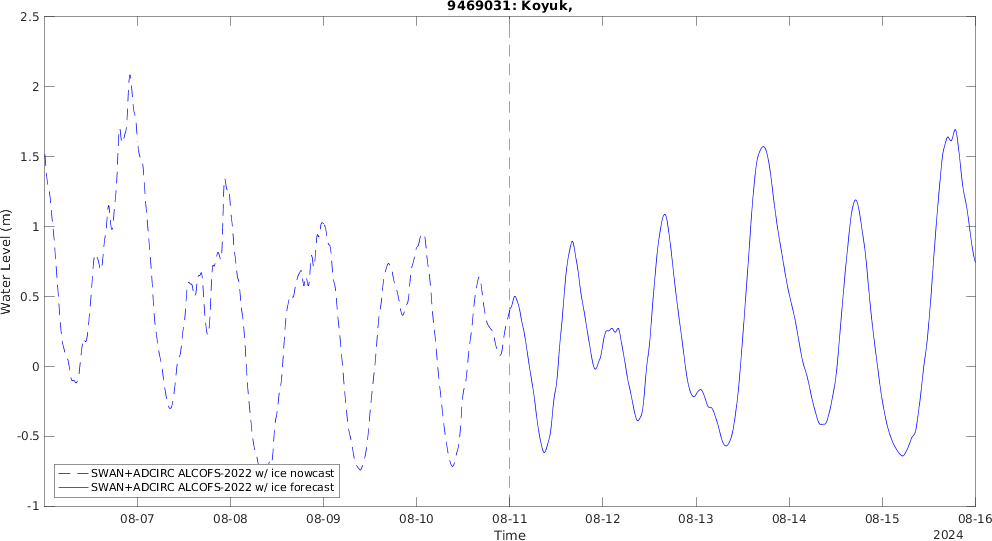 9469031: Koyuk,
2.5
2
1.5
1
0.5
0
-0.5
-1
Water Level (m)
SWAN+ADCIRC ALCOFS-2022 w/ ice nowcast
SWAN+ADCIRC ALCOFS-2022 w/ ice forecast
08-07 08-08 08-09 08-10 08-11 08-12 08-13 08-14 08-15 08-16
Time
2024